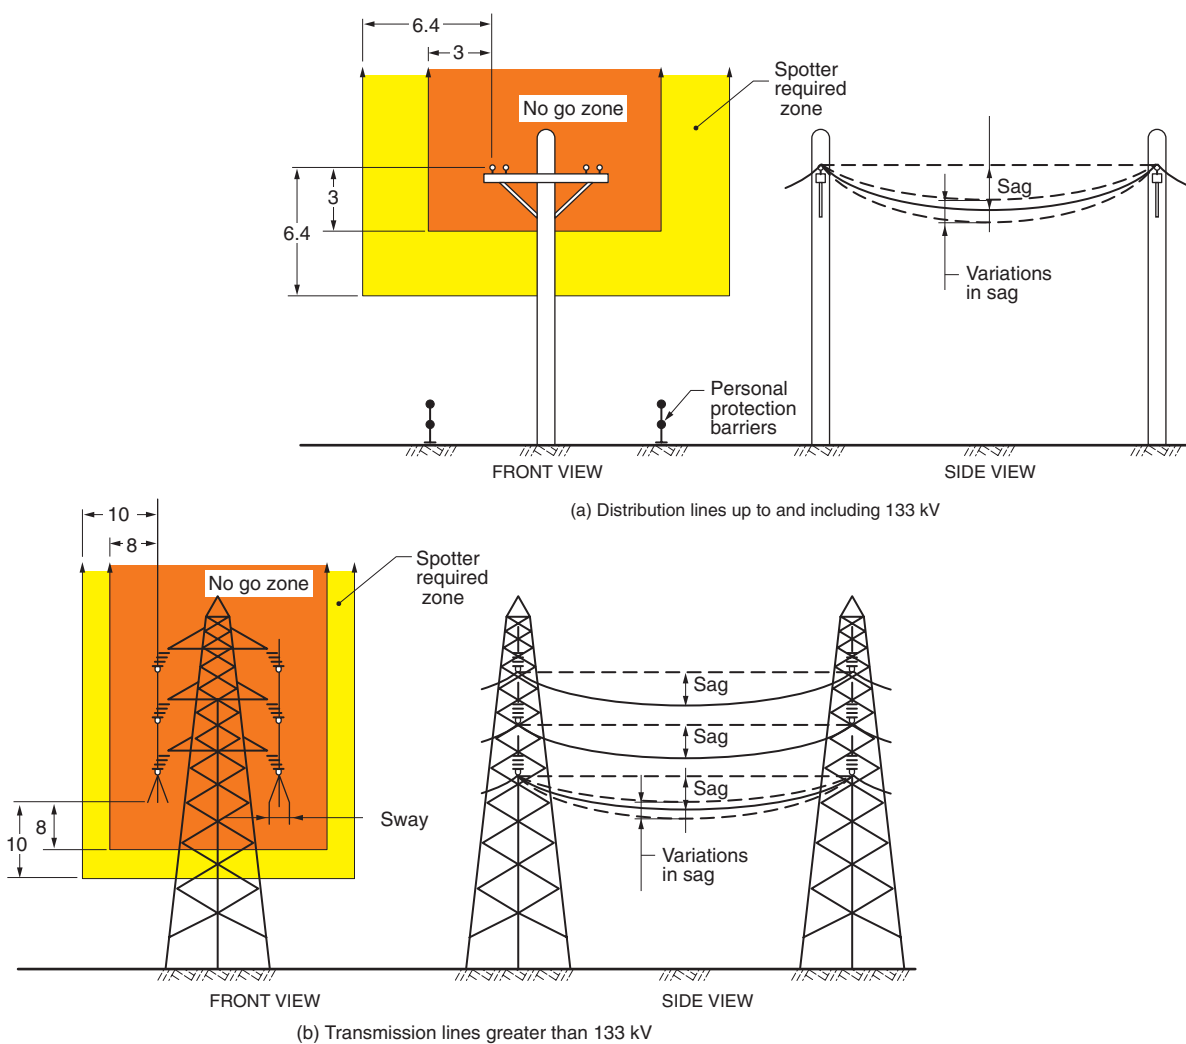 6.4
3
No go zone
Spotter
required
zone
3
6.4
Sag
Variations
in sag
Personal
protection
barriers
FRONT VIEW
SIDE VIEW
(a) Distribution lines up to and including 133 kV
10
8
No go zone
Spotter
required
zone
Sag
Sag
Sag
8
10
Sway
Variations
in sag
FRONT VIEW
SIDE VIEW
(b) Transmission lines greater than 133 kV